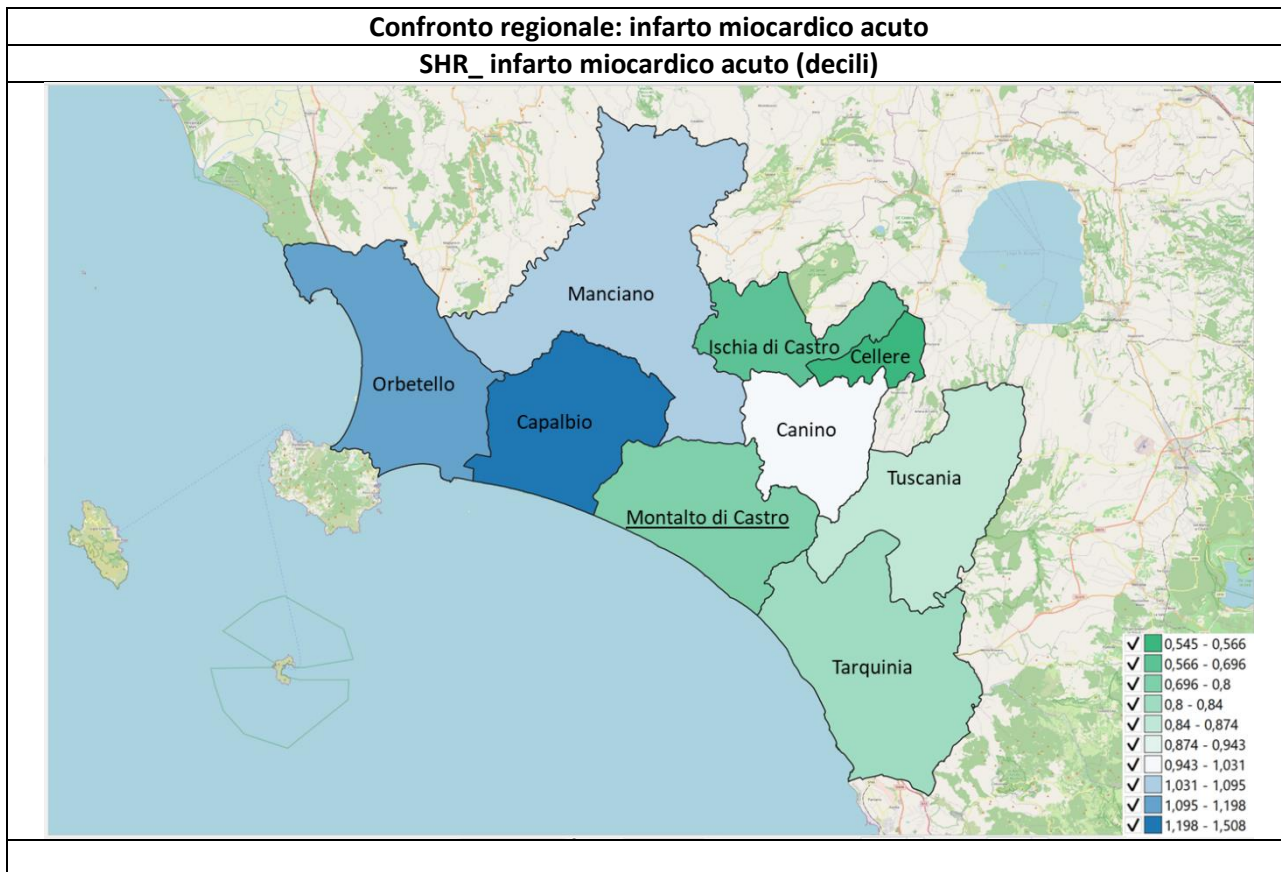 Confronto regionale: infarto miocardico acuto
SHR_ infarto miocardico acuto (decili)
Manciano
Ischia di Castro
Cellere
Orbetello
Capalbio
Canino
Tuscania
Montalto di Castro
Tarquinia
0,545 - 0,566
0,566 - 0,696
0,696 - 0,8
0,8 - 0,84
0,84 - 0,874
0,874 - 0,943
0,943 - 1,031
1,031 - 1,095
1,095 - 1,198
1,198 - 1,508